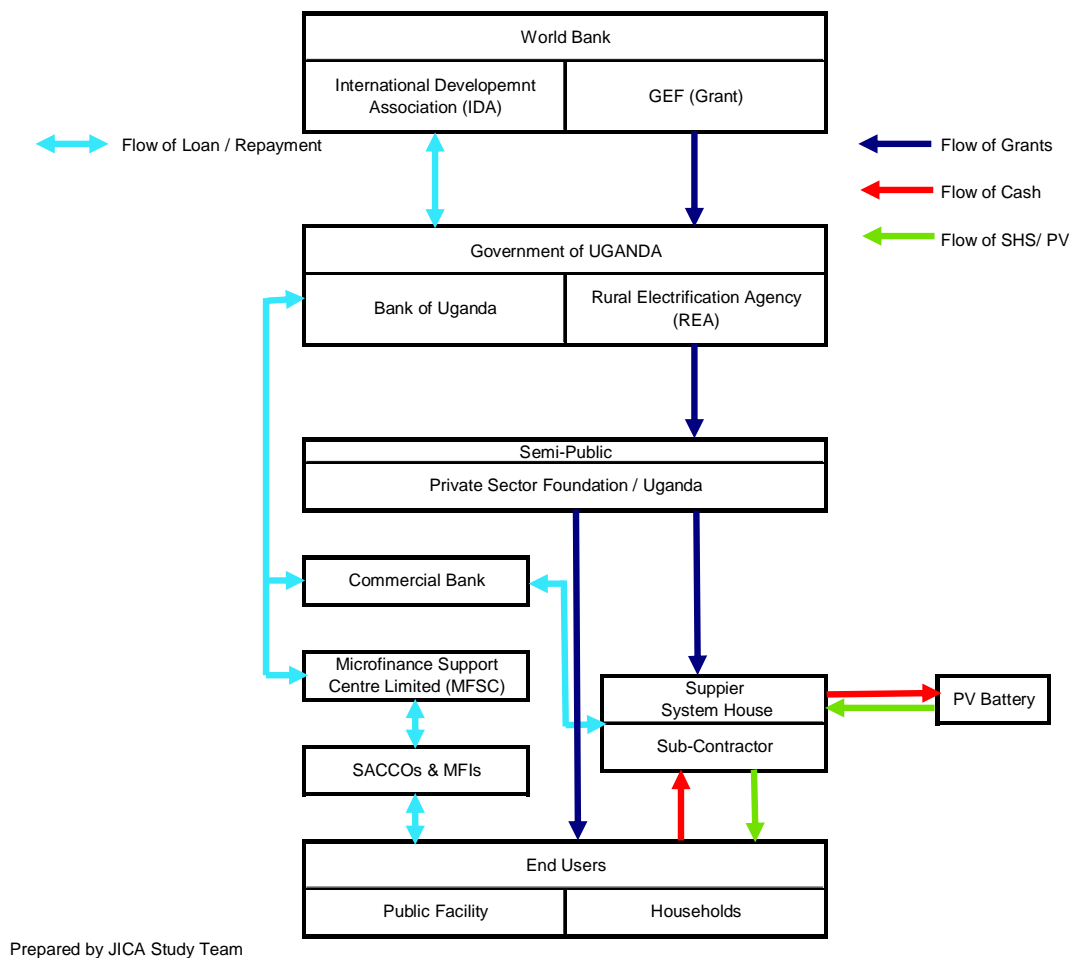 World Bank
International Developemnt
Association (IDA)
GEF (Grant)
Flow of Loan / Repayment
Flow of Grants
Flow of Cash
Flow of SHS/ PV
Government of UGANDA
Bank of Uganda
Rural Electrification Agency
(REA)
Semi-Public
Private Sector Foundation / Uganda
Commercial Bank
Microfinance Support
Centre Limited (MFSC)
Suppier
System House
PV Battery
Sub-Contractor
SACCOs & MFIs
End Users
Public Facility
Households
Prepared by JICA Study Team